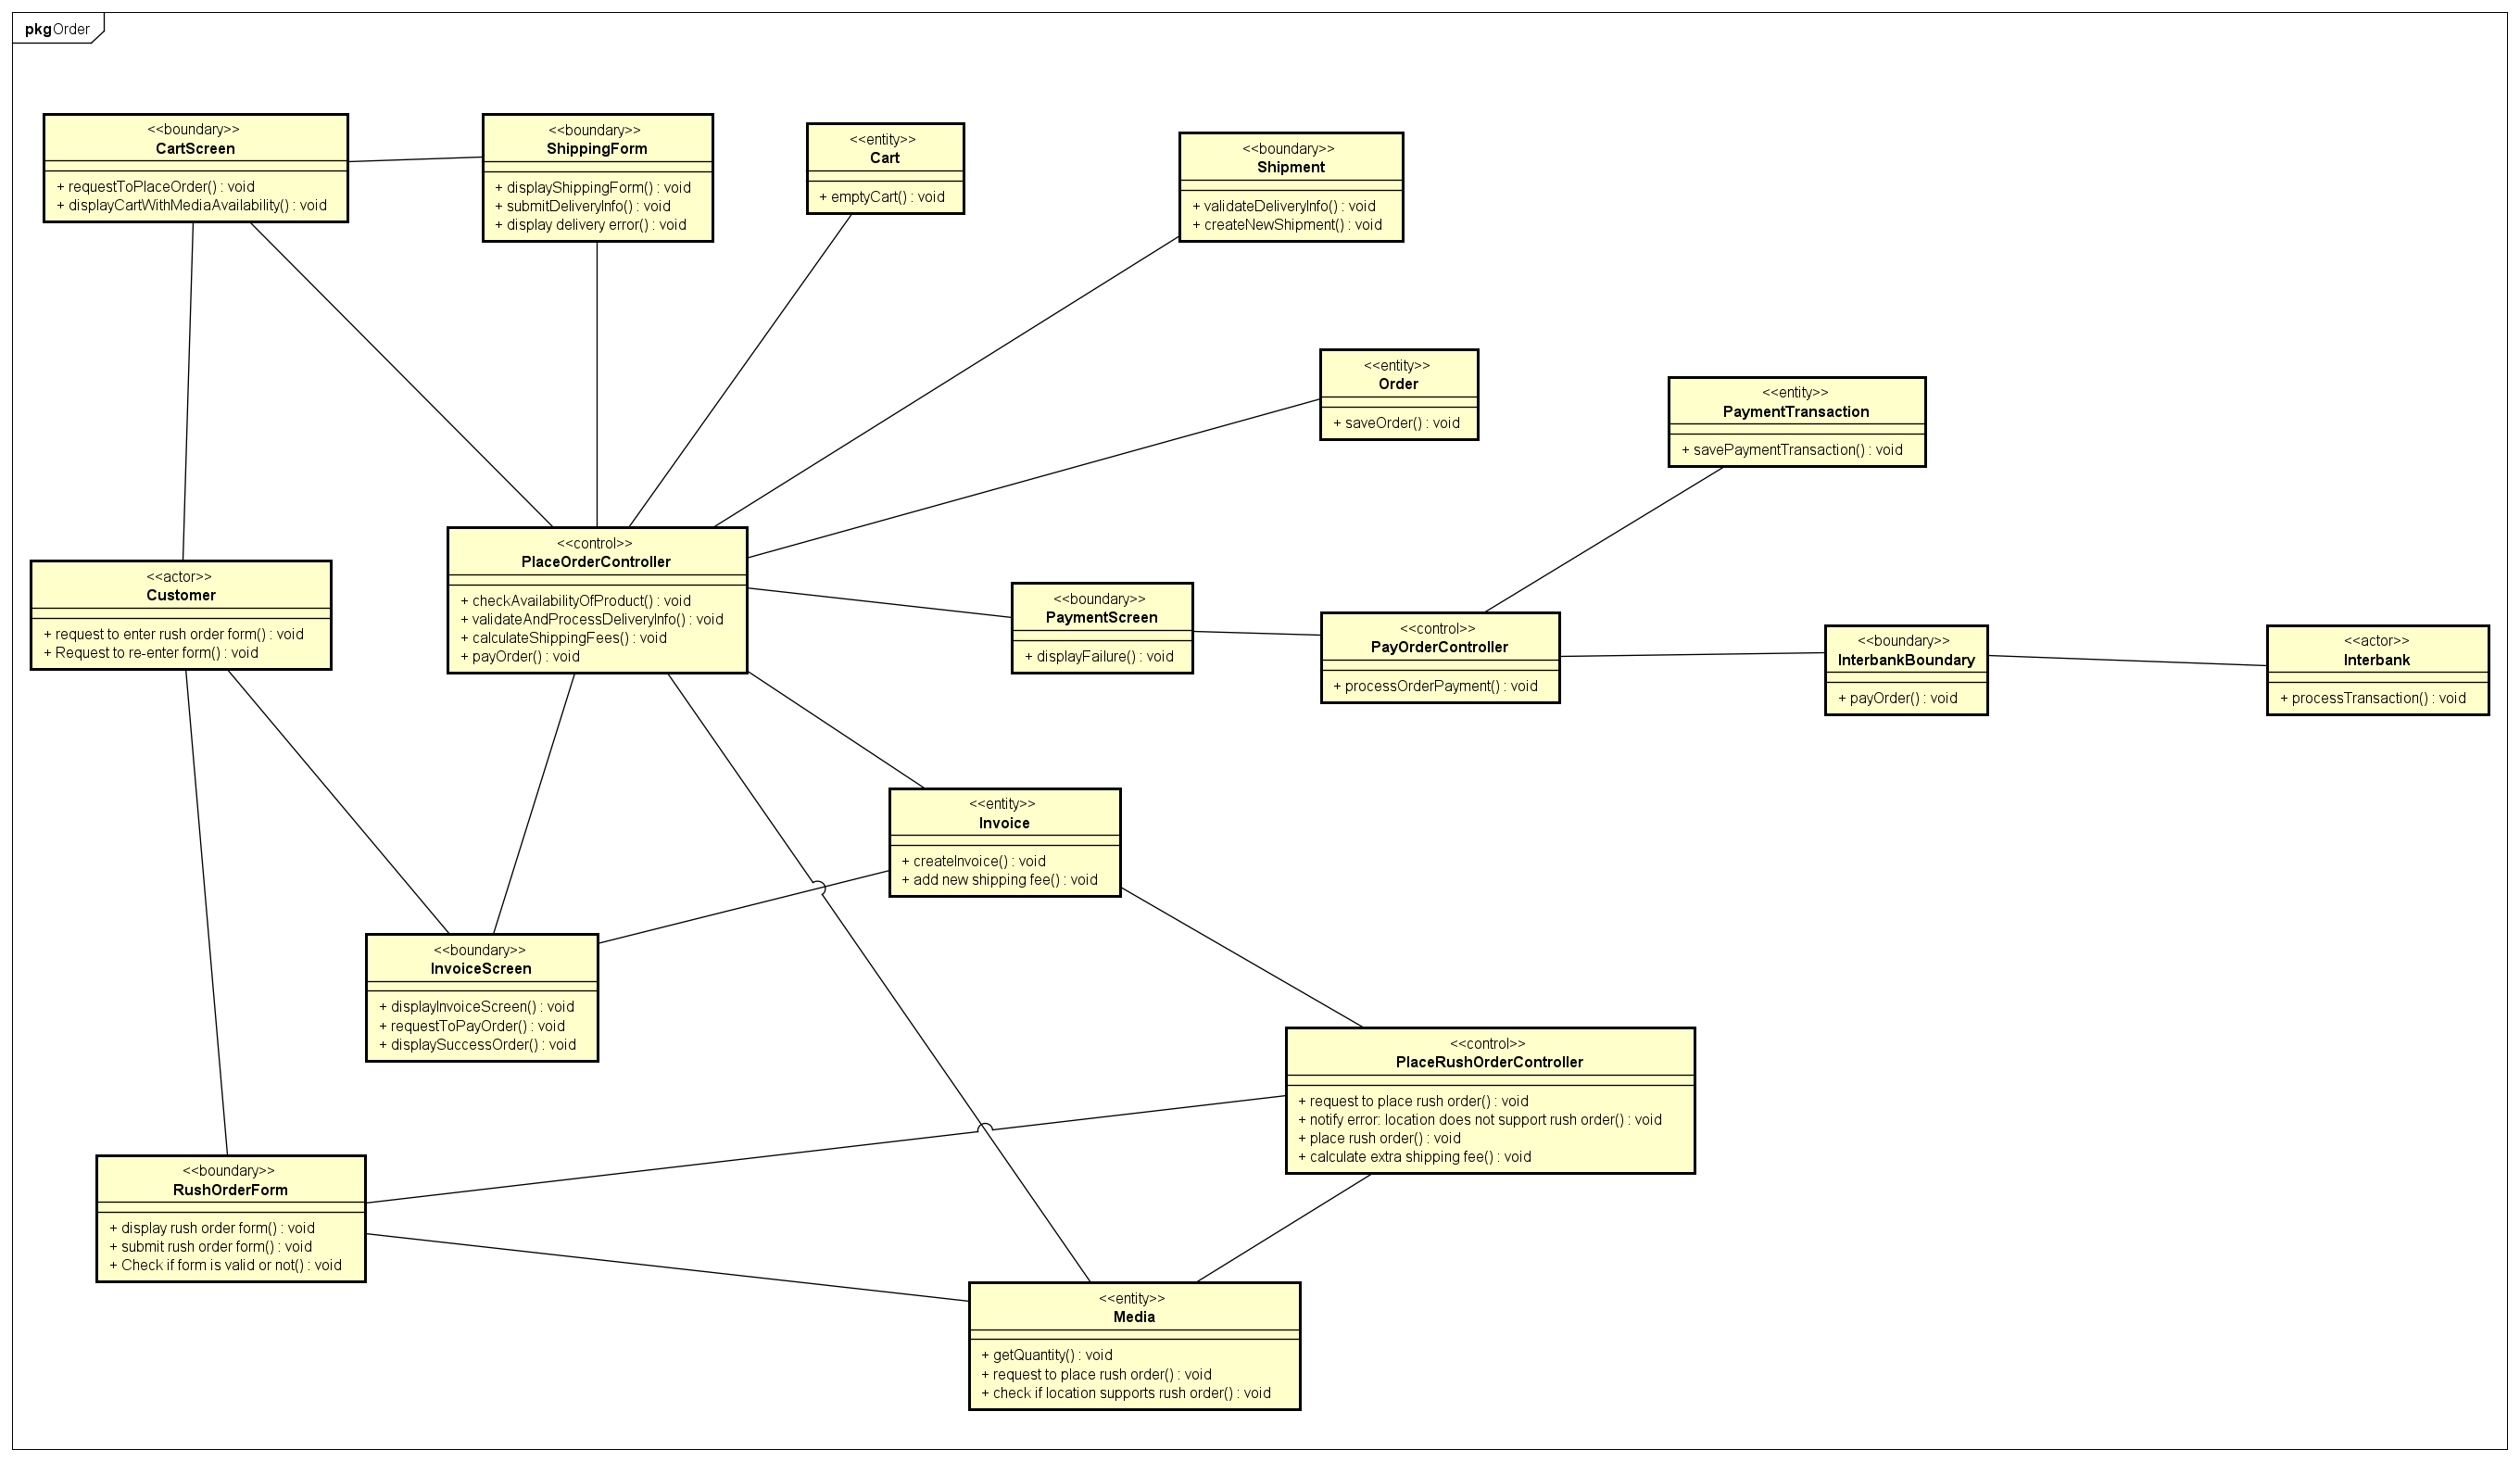 pkg Order
<<boundary>>
CartScreen
+ requestToPlaceOrder() : void
+ displayCartWithMediaAvailability() : void
<<boundary>>
ShippingForm
+ displayShippingForm() : void
+ submitDeliveryInfo() : void
+ display delivery error() : void
<<entity>>
Cart
+ emptyCart() : void
<<boundary>>
Shipment
+ validateDeliveryInfo() : void
+ createNewShipment() : void
<<entity>>
Order
+ saveOrder() : void
<<entity>>
PaymentTransaction
+ savePaymentTransaction() : void
<<actor>>
Customer
+ request to enter rush order form() : void
+ Request to re-enter form() : void
<<control>>
PlaceOrderController
+ checkAvailabilityOfProduct() : void
+ validateAndProcessDeliveryInfo() : void
+ calculateShippingFees() : void
+ payOrder() : void
<<boundary>>
PaymentScreen
+ displayFailure() : void
<<control>>
PayOrderController
+ processOrderPayment() : void
<<boundary>>
InterbankBoundary
+ payOrder() : void
<<actor>>
Interbank
+ processTransaction() : void
<<entity>>
Invoice
+ createInvoice() : void
+ add new shipping fee() : void
<<boundary>>
InvoiceScreen
+ displayInvoiceScreen() : void
+ requestToPayOrder() : void
+ displaySuccessOrder() : void
<<control>>
PlaceRushOrderController
+ request to place rush order() : void
+ notify error: location does not support rush order() : void
+ place rush order() : void
+ calculate extra shipping fee() : void
<<boundary>>
RushOrderForm
+ display rush order form() : void
+ submit rush order form() : void
+ Check if form is valid or not() : void
<<entity>>
Media
+ getQuantity() : void
+ request to place rush order() : void
+ check if location supports rush order() : void